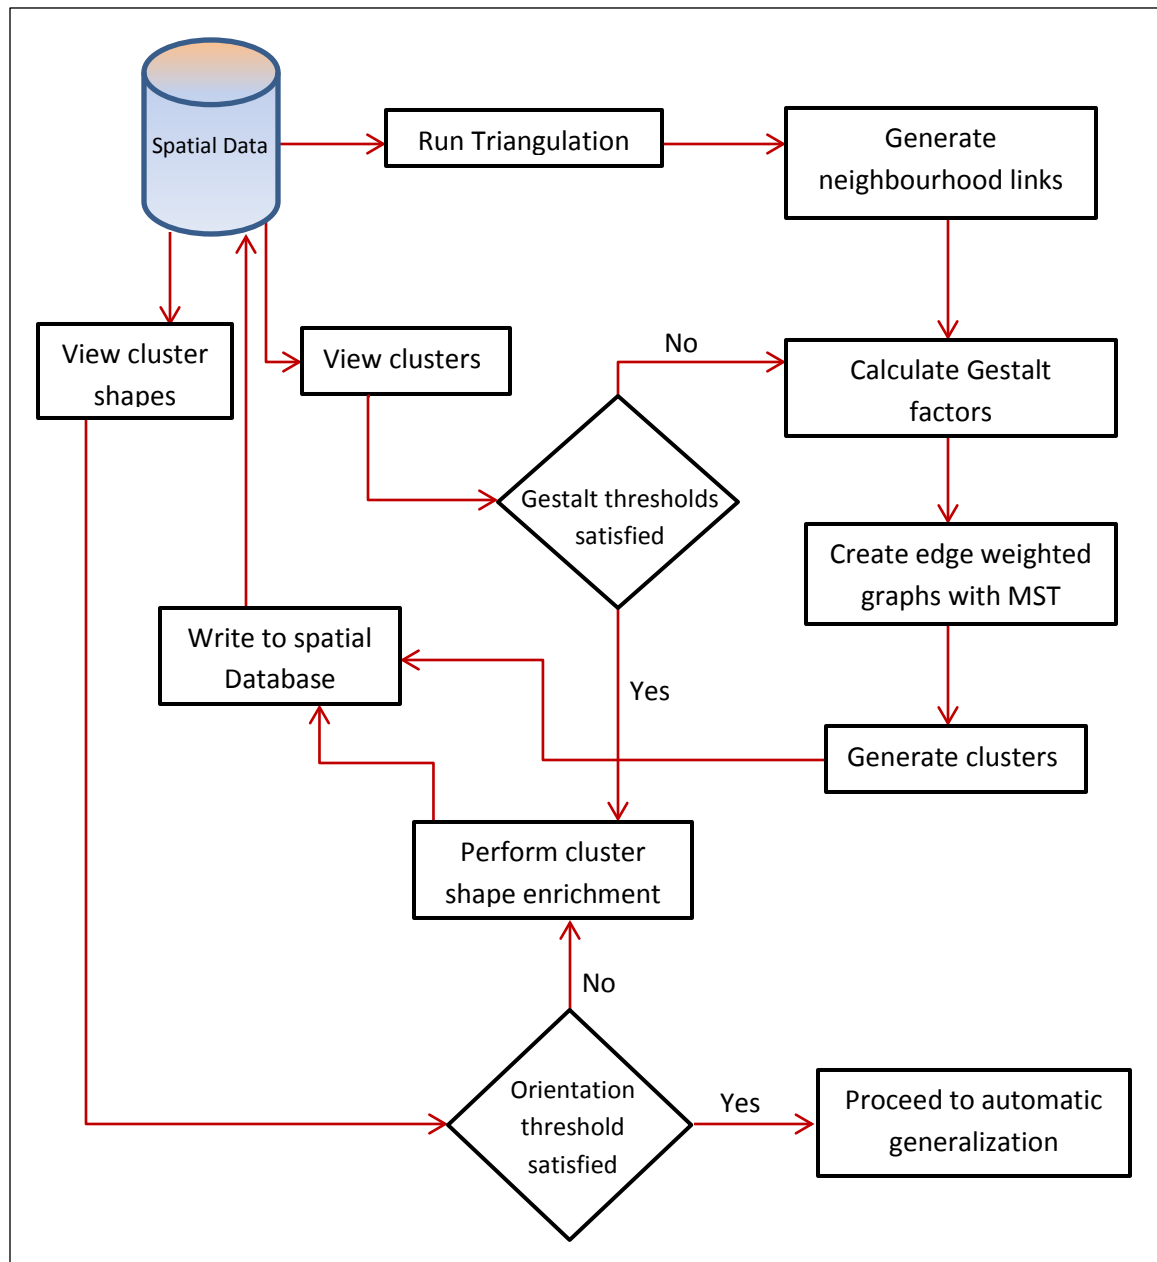 Spatial Data
Run Triangulation
Generate
neighbourhood links
View cluster
shapes
View clusters
No
Calculate Gestalt
factors
Gestalt thresholds
satisfied
Create edge weighted
graphs with MST
Write to spatial
Database
Yes
Generate clusters
Perform cluster
shape enrichment
No
Orientation
threshold
satisfied
Yes
Proceed to automatic
generalization